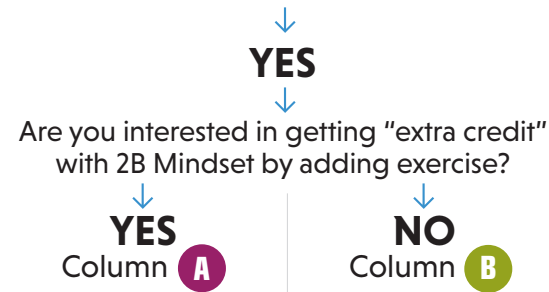 YES
Are you interested in getting "extra credit"
with 2B Mindset by adding exercise?
YES
Column A
NO
Column B